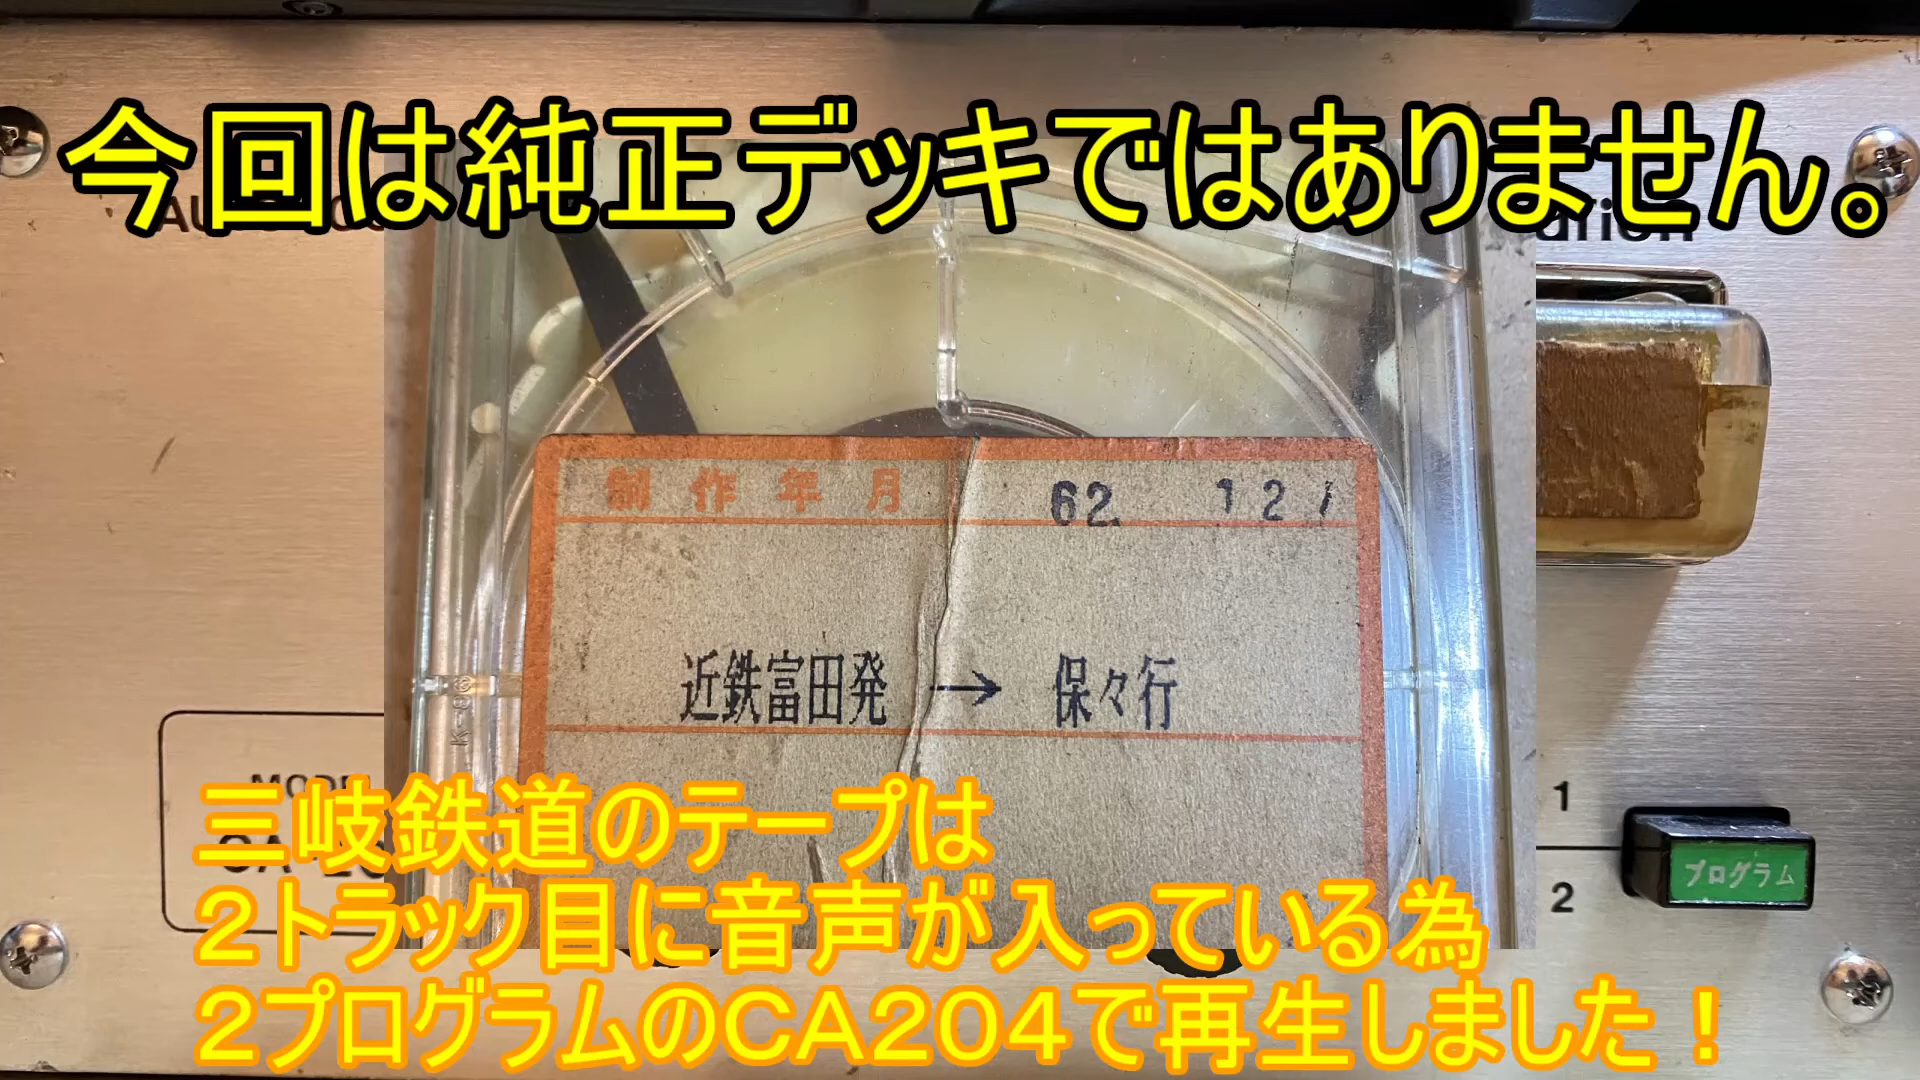 今回は純正デッキではありません。
制作年月 62. 12
近鉄富田発 → 保々行
K-60
1
プログラム
2
三岐鉄道のテープは
２トラック目に音声が入っている為
２プログラムのCA204で再生しました！